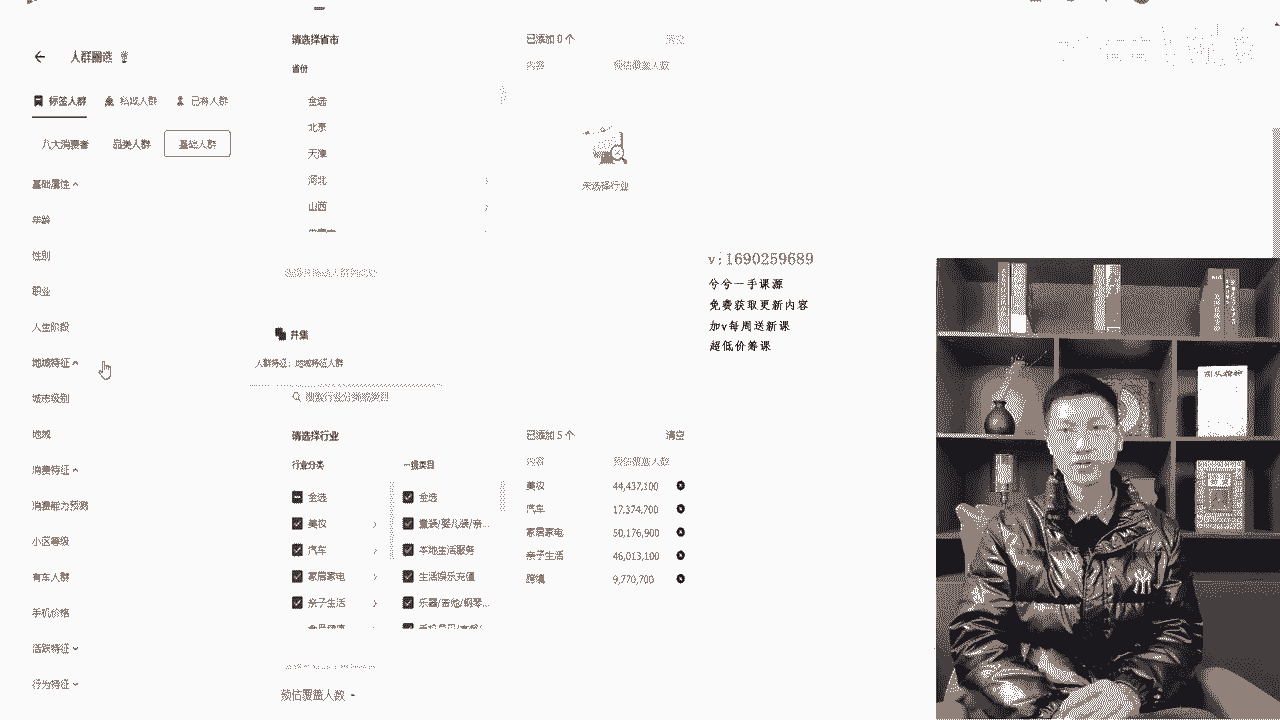 人群圈选
标签人群
私域人群
已有人群
八大消费者
品类人群
基础人群
基础属性
年龄
性别
职业
人生阶段
地域特征
城市级别
地域
消费特征
消费能力预测
小区等级
有车人群
手机价格
活跃特征
行为特征
请选择省市
省份
全选
北京
天津
河北
山西
已添加 0 个
清空
内容
预估覆盖人数
未选择行业
并集
人群特征：地域特征人群
请选择行业
行业分类
一级类目
全选
全选
美妆
童装/婴儿装/亲...
汽车
本地生活服务
家居家电
生活娱乐充值
亲子生活
乐器/吉他/钢琴...
已添加 5 个
清空
内容
预估覆盖人数
美妆 44,437,100
汽车 17,374,700
家居家电 50,176,900
亲子生活 46,013,100
9,770,700
预估覆盖人数 -
v:1690259689
兮兮一手课源
免费获取更新内容
加v每周送新课
超低价筹课